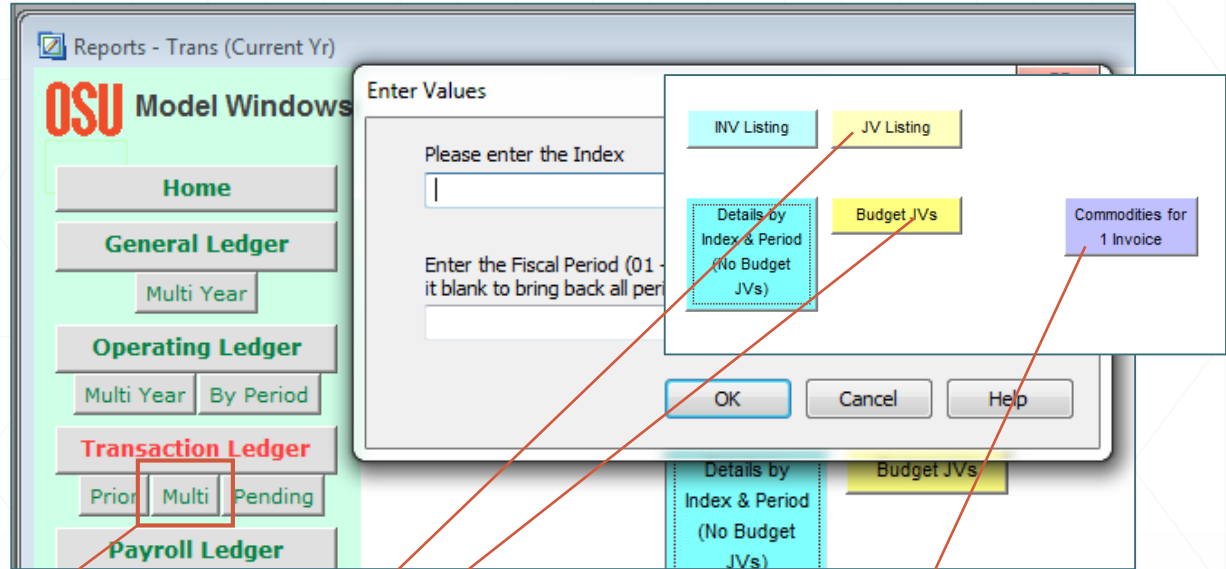 Reports - Trans (Current Yr)
OSU Model Windows
Home
General Ledger
Multi Year
Operating Ledger
Multi Year By Period
Transaction Ledger
Prior Multi Pending
Payroll Ledger
Enter Values
Please enter the Index
Enter the Fiscal Period (01 -
it blank to bring back all peri
OK Cancel Help
INV Listing JV Listing
Details by
Index & Period
(No Budget
JVs)
Budget JVs
Commodities for
1 Invoice
Details by
Index & Period
(No Budget
JVs)
Budget JVs